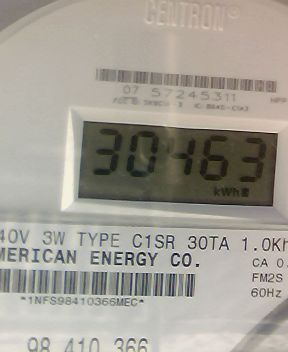 CENTRON®
07 57245311
30463
kWh
40V 3W TYPE C1SR 30TA 1.0Kh
MERICAN ENERGY CO.
CA 0.
FM2S
*1NFS98410366MEC*
60Hz
98 410 366